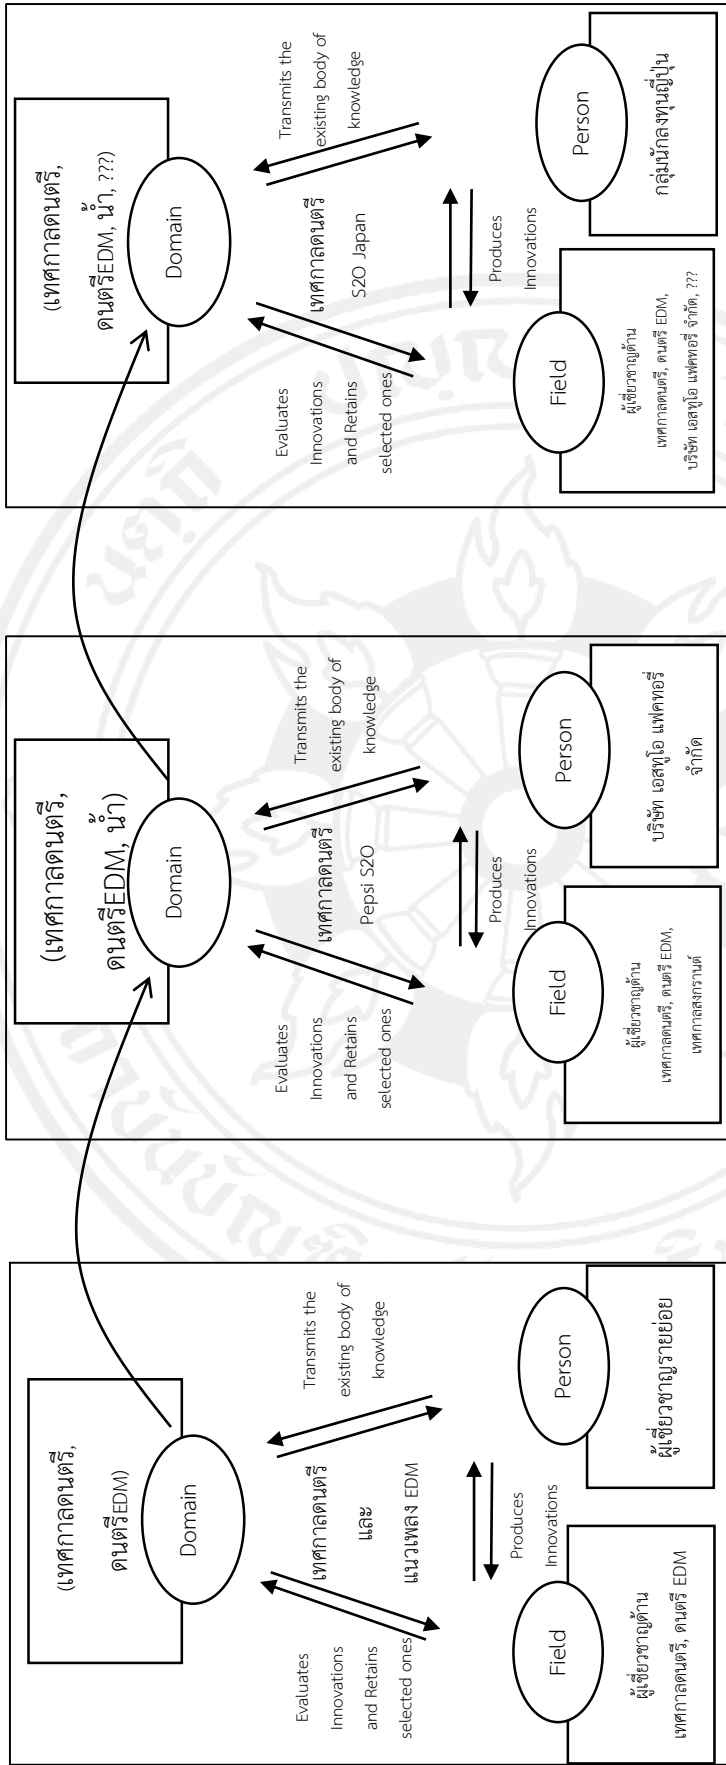 (เทศกาลดนตรี,
ดนตรีEDM)
Domain
Evaluates
Innovations
and Retains
selected ones
เทศกาลดนตรี
และ
แนวเพลง EDM
Transmits the
existing body of
knowledge
Produces
Innovations
Field
ผู้เชี่ยวชาญด้าน
เทศกาลดนตรี, ดนตรี EDM
Person
ผู้เชี่ยวชาญรายย่อย
(เทศกาลดนตรี,
ดนตรีEDM, น้ำ)
Domain
Evaluates
Innovations
and Retains
selected ones
เทศกาลดนตรี
Pepsi S2O
Transmits the
existing body of
knowledge
Produces
Innovations
Field
ผู้เชี่ยวชาญด้าน
เทศกาลดนตรี, ดนตรี EDM,
เทศกาลสงกรานต์
Person
บริษัท เอสทูโอ แฟคทอรี่
จำกัด
(เทศกาลดนตรี,
ดนตรีEDM, น้ำ, ???)
Domain
Evaluates
Innovations
and Retains
selected ones
เทศกาลดนตรี
S2O Japan
Transmits the
existing body of
knowledge
Produces
Innovations
Field
ผู้เชี่ยวชาญด้าน
เทศกาลดนตรี, ดนตรี EDM,
บริษัท เอสทูโอ แฟคทอรี่ จำกัด, ???
Person
กลุ่มนักลงทุนญี่ปุ่น